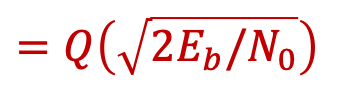 = Q(√2E_b/N_0)